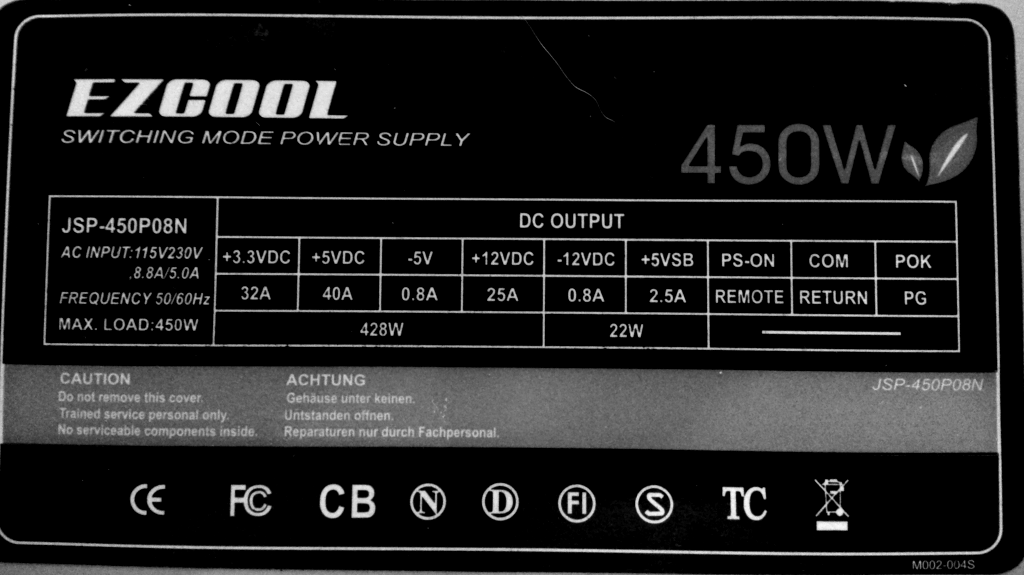 EZCOOL
SWITCHING MODE POWER SUPPLY
450W
JSP-450P08N
AC INPUT:115V230V
.8.8A/5.0A
FREQUENCY 50/60Hz
MAX. LOAD:450W
DC OUTPUT
+3.3VDC +5VDC -5V +12VDC -12VDC +5VSB PS-ON COM POK
32A 40A 0.8A 25A 0.8A 2.5A REMOTE RETURN PG
428W 22W
JSP-450P08N
CAUTION
Do not remove this cover.
Trained service personal only.
No serviceable components inside.
ACHTUNG
Gehäuse unter keinen.
Umstanden offnen.
Reparaturen nur durch Fachpersonal.
CE FC CB N D FI S TC
M002-004S